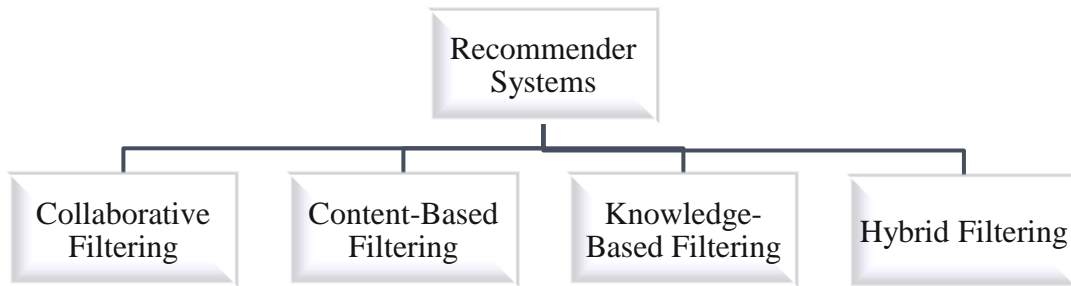 Recommender
Systems
Collaborative
Filtering
Content-Based
Filtering
Knowledge-
Based Filtering
Hybrid Filtering